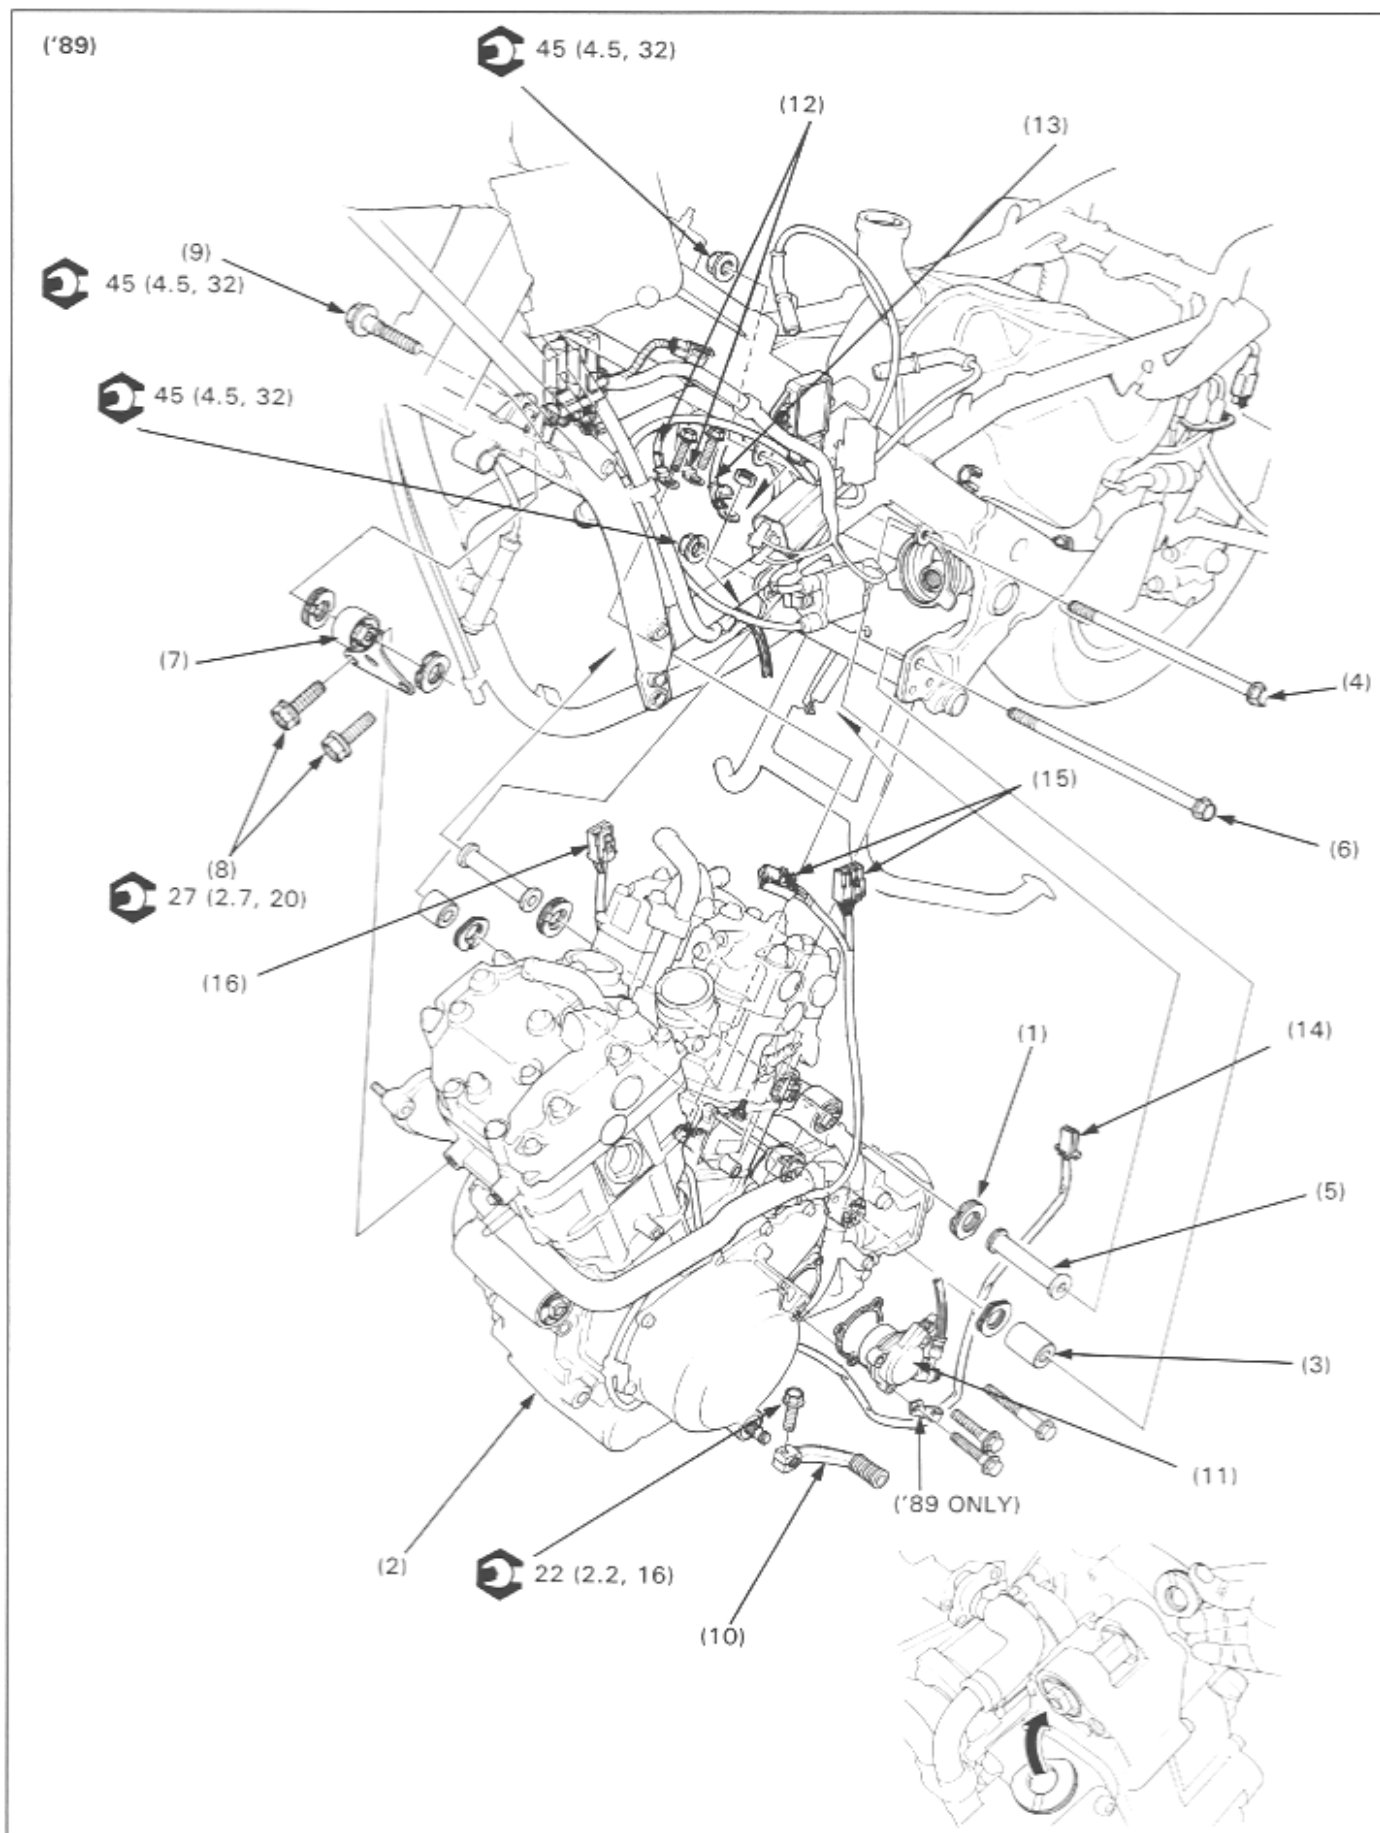 ('89)
45 (4.5, 32)
(12)
(13)
(9)
45 (4.5, 32)
45 (4.5, 32)
(7)
(4)
(15)
(6)
(8)
27 (2.7, 20)
(16)
(1)
(14)
(5)
(3)
(11)
('89 ONLY)
(2)
22 (2.2, 16)
(10)